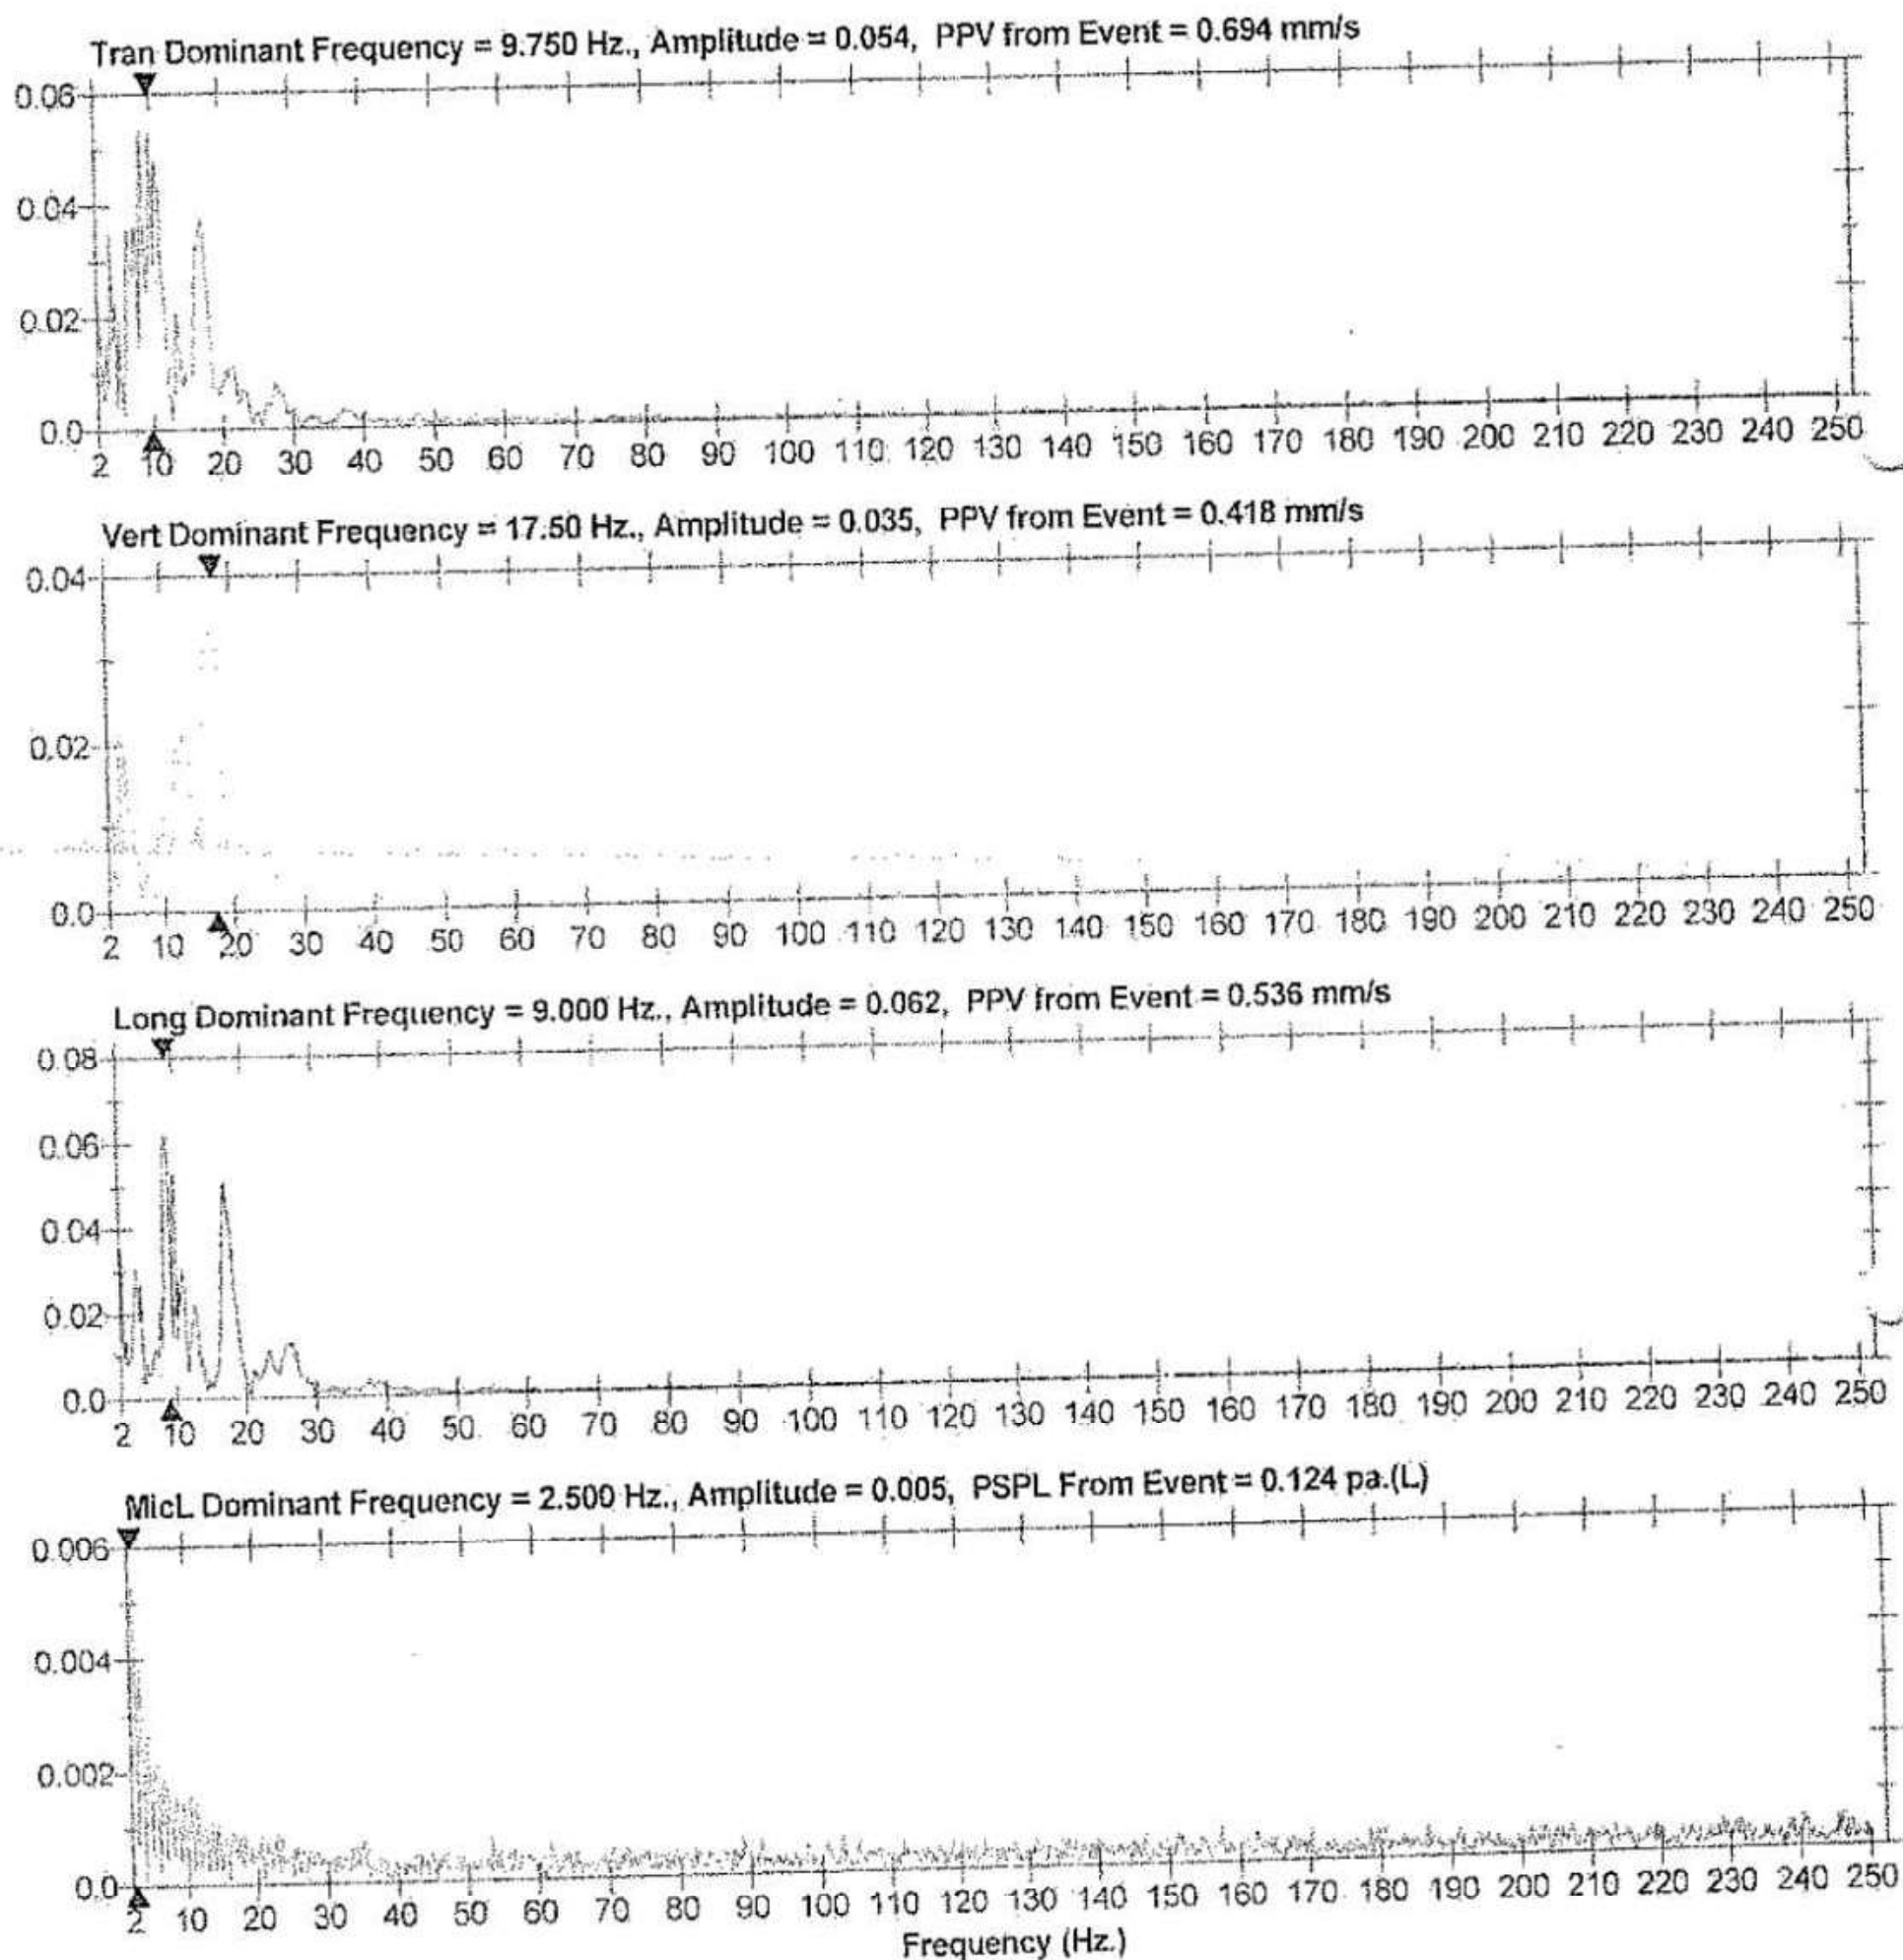 Tran Dominant Frequency = 9.750 Hz., Amplitude = 0.054, PPV from Event = 0.694 mm/s
0.06
0.04
0.02
0.0
2 10 20 30 40 50 60 70 80 90 100 110 120 130 140 150 160 170 180 190 200 210 220 230 240 250
Vert Dominant Frequency = 17.50 Hz., Amplitude = 0.035, PPV from Event = 0.418 mm/s
0.04
0.02
0.0
2 10 20 30 40 50 60 70 80 90 100 110 120 130 140 150 160 170 180 190 200 210 220 230 240 250
Long Dominant Frequency = 9.000 Hz., Amplitude = 0.062, PPV from Event = 0.536 mm/s
0.08
0.06
0.04
0.02
0.0
2 10 20 30 40 50 60 70 80 90 100 110 120 130 140 150 160 170 180 190 200 210 220 230 240 250
MicL Dominant Frequency = 2.500 Hz., Amplitude = 0.005, PSPL From Event = 0.124 pa.(L)
0.006
0.004
0.002
0.0
2 10 20 30 40 50 60 70 80 90 100 110 120 130 140 150 160 170 180 190 200 210 220 230 240 250
Frequency (Hz.)